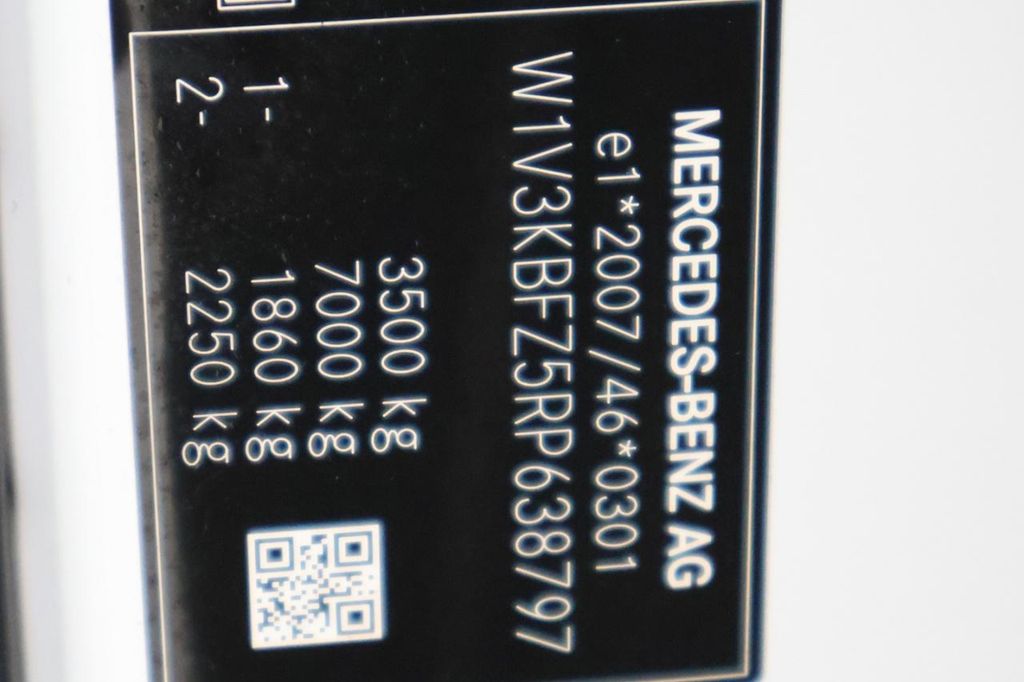 MERCEDES-BENZ AG
e1*2007/46*0301
W1V3KBFZ5RP638797
3500 kg
7000 kg
1- 1860 kg
2- 2250 kg